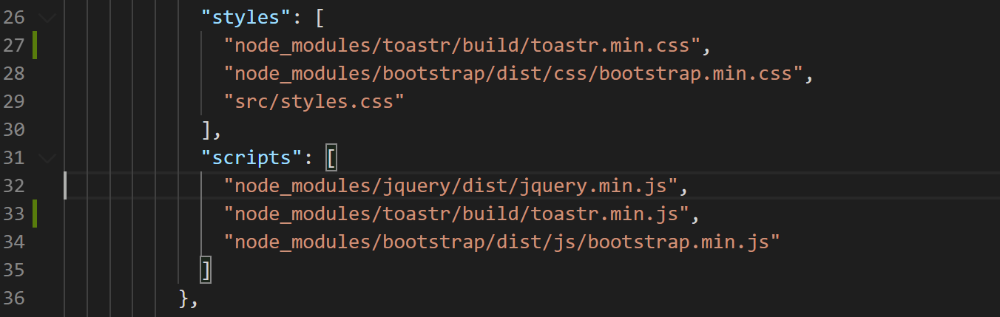 26 "styles": [
27 "node_modules/toastr/build/toastr.min.css",
28 "node_modules/bootstrap/dist/css/bootstrap.min.css",
29 "src/styles.css"
30 ],
31 "scripts": [
32 "node_modules/jquery/dist/jquery.min.js",
33 "node_modules/toastr/build/toastr.min.js",
34 "node_modules/bootstrap/dist/js/bootstrap.min.js"
35 ]
36 },